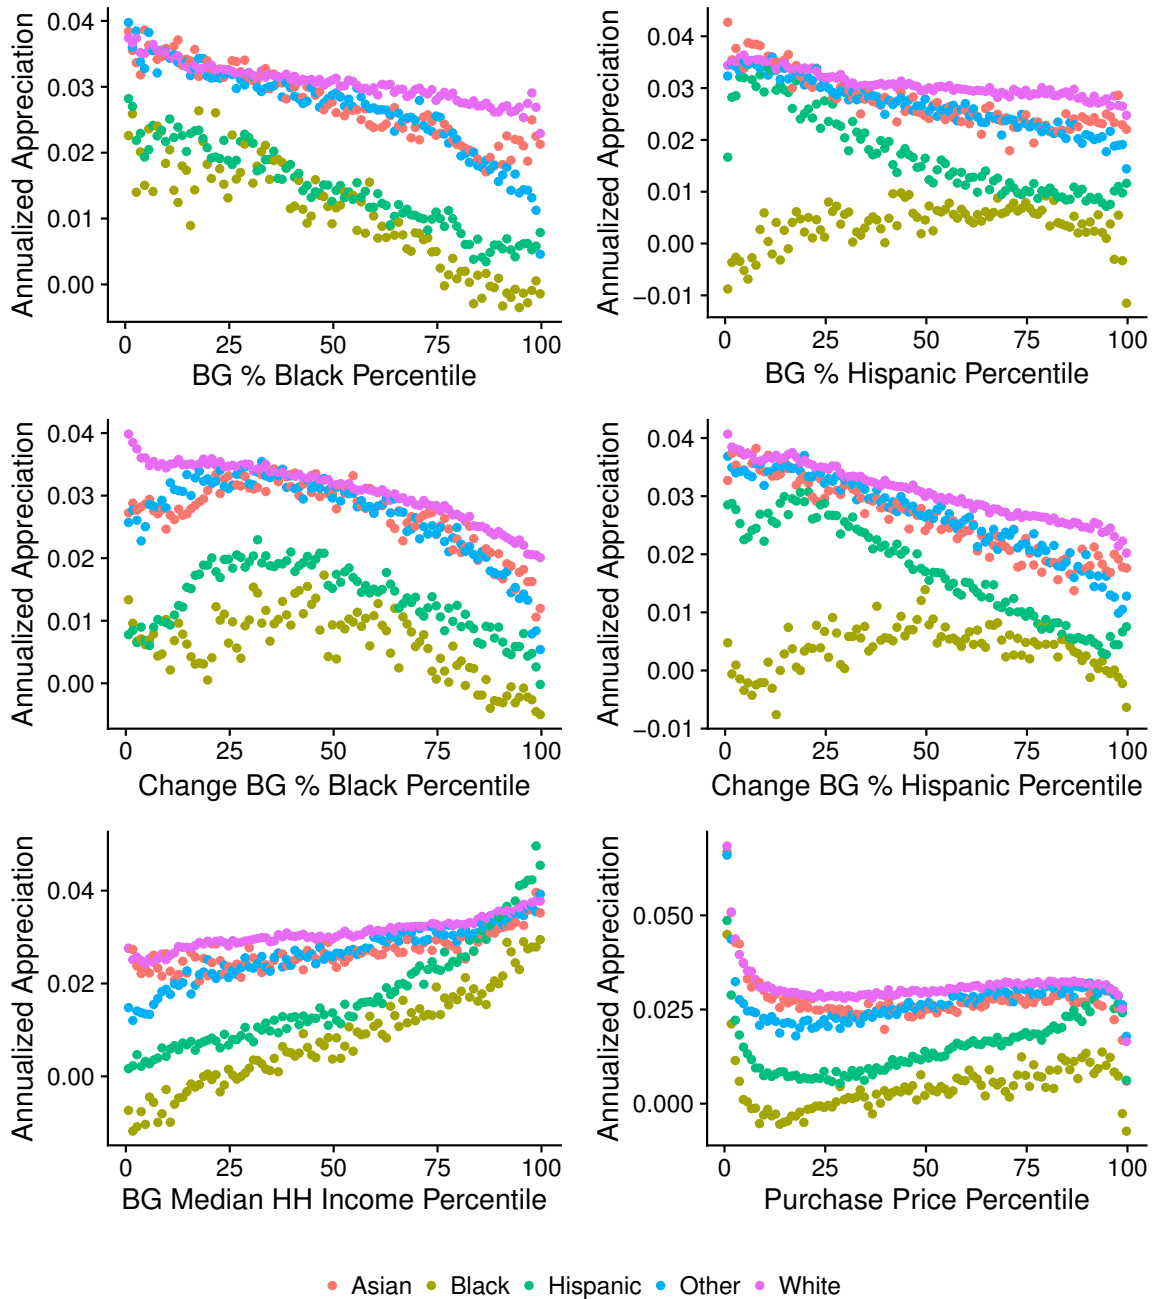 Annualized Appreciation
0.04
0.03
0.02
0.01
0.00
0 25 50 75 100
BG % Black Percentile
Annualized Appreciation
0.04
0.03
0.02
0.01
0.00
−0.01
0 25 50 75 100
BG % Hispanic Percentile
Annualized Appreciation
0.04
0.03
0.02
0.01
0.00
0 25 50 75 100
Change BG % Black Percentile
Annualized Appreciation
0.04
0.03
0.02
0.01
0.00
−0.01
0 25 50 75 100
Change BG % Hispanic Percentile
Annualized Appreciation
0.04
0.02
0.00
0 25 50 75 100
BG Median HH Income Percentile
Annualized Appreciation
0.050
0.025
0.000
0 25 50 75 100
Purchase Price Percentile
Asian Black Hispanic Other White